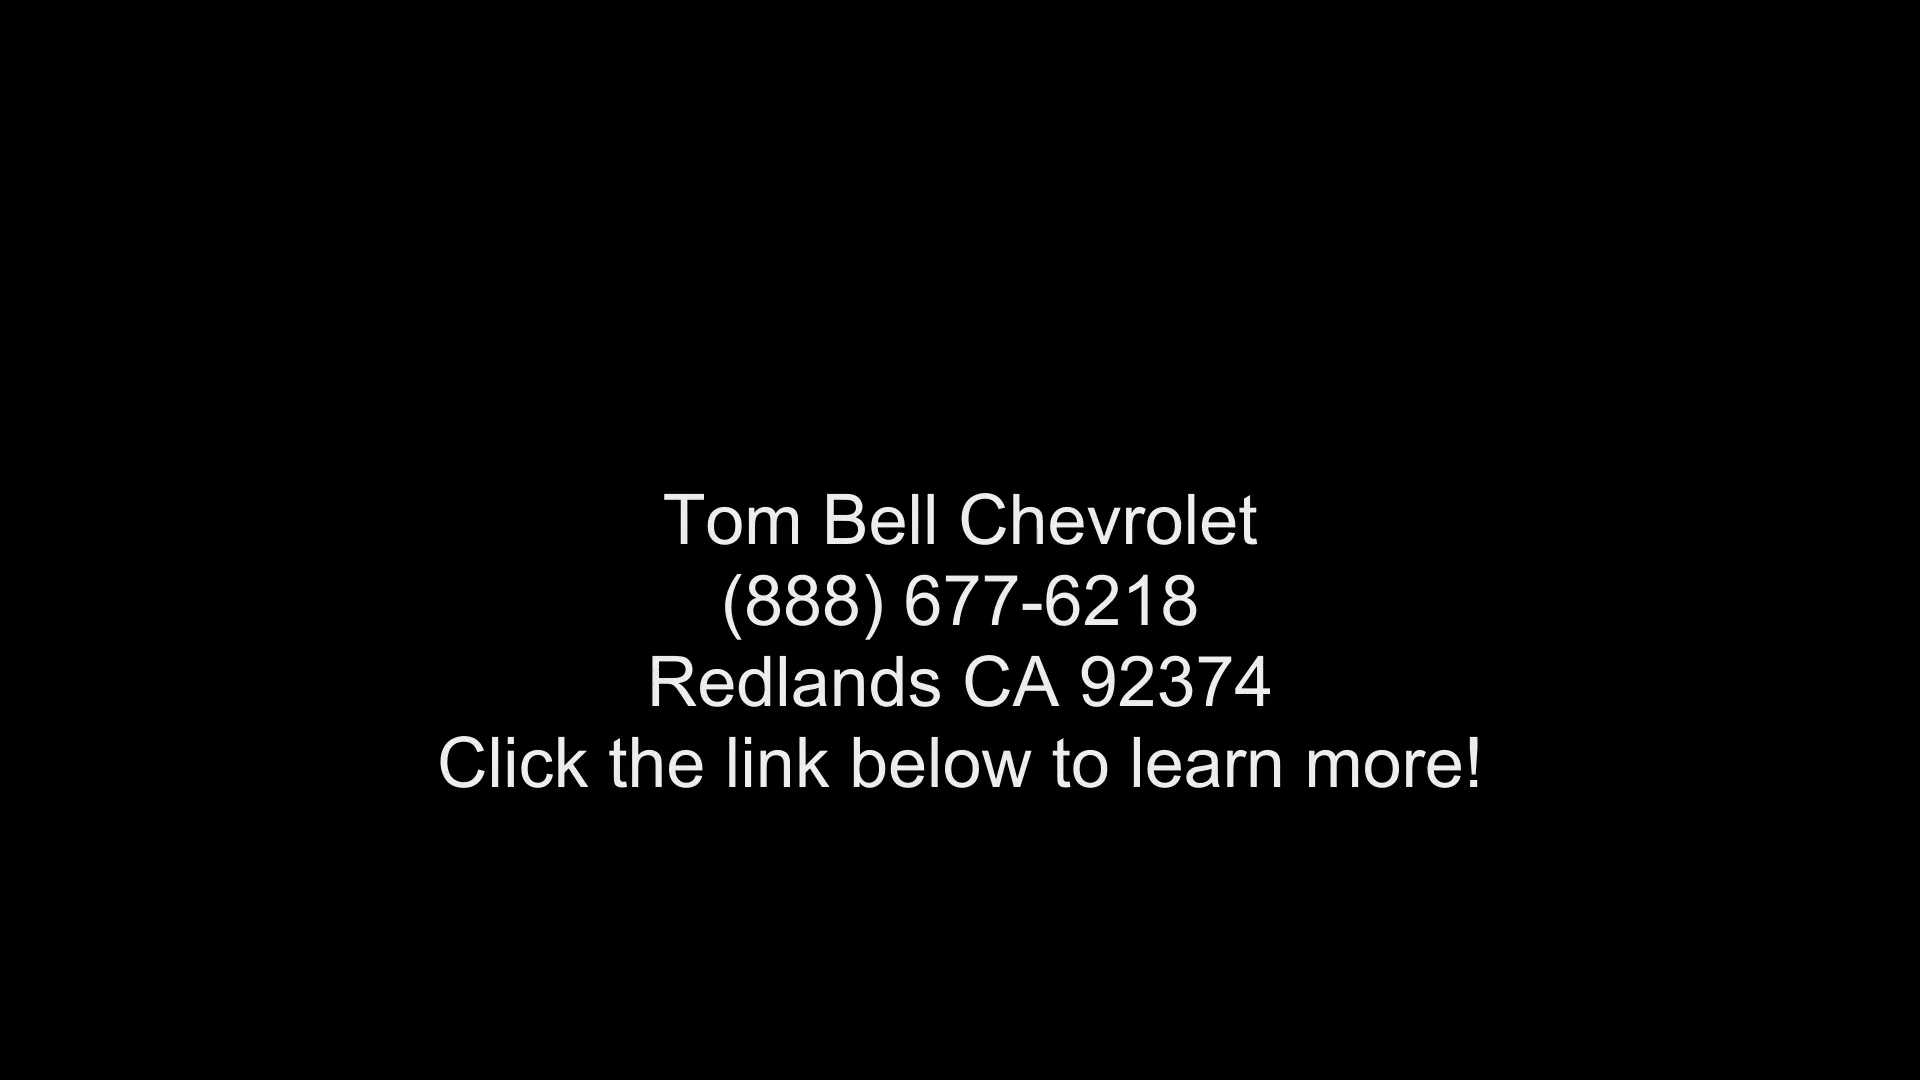 Tom Bell Chevrolet
(888) 677-6218
Redlands CA 92374
Click the link below to learn more!